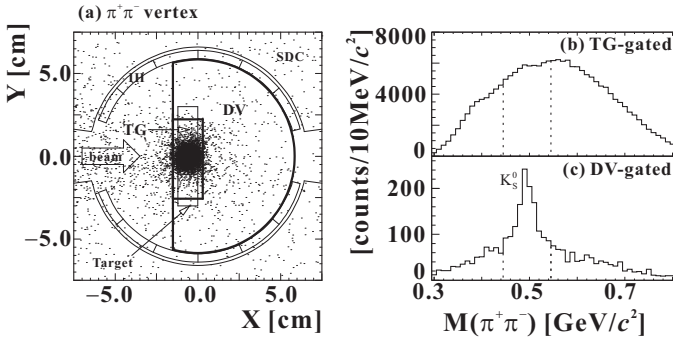 (a) π⁺π⁻ vertex
Y [cm]
5.0
0.0
−5.0
IH
SDC
DV
TG
beam
Target
−5.0 0.0 5.0
X [cm]
[counts/10MeV/c²]
(b) TG-gated
8000
4000
0
(c) DV-gated
K⁰S
200
100
0
0.3 0.5 0.7
M(π⁺π⁻) [GeV/c²]